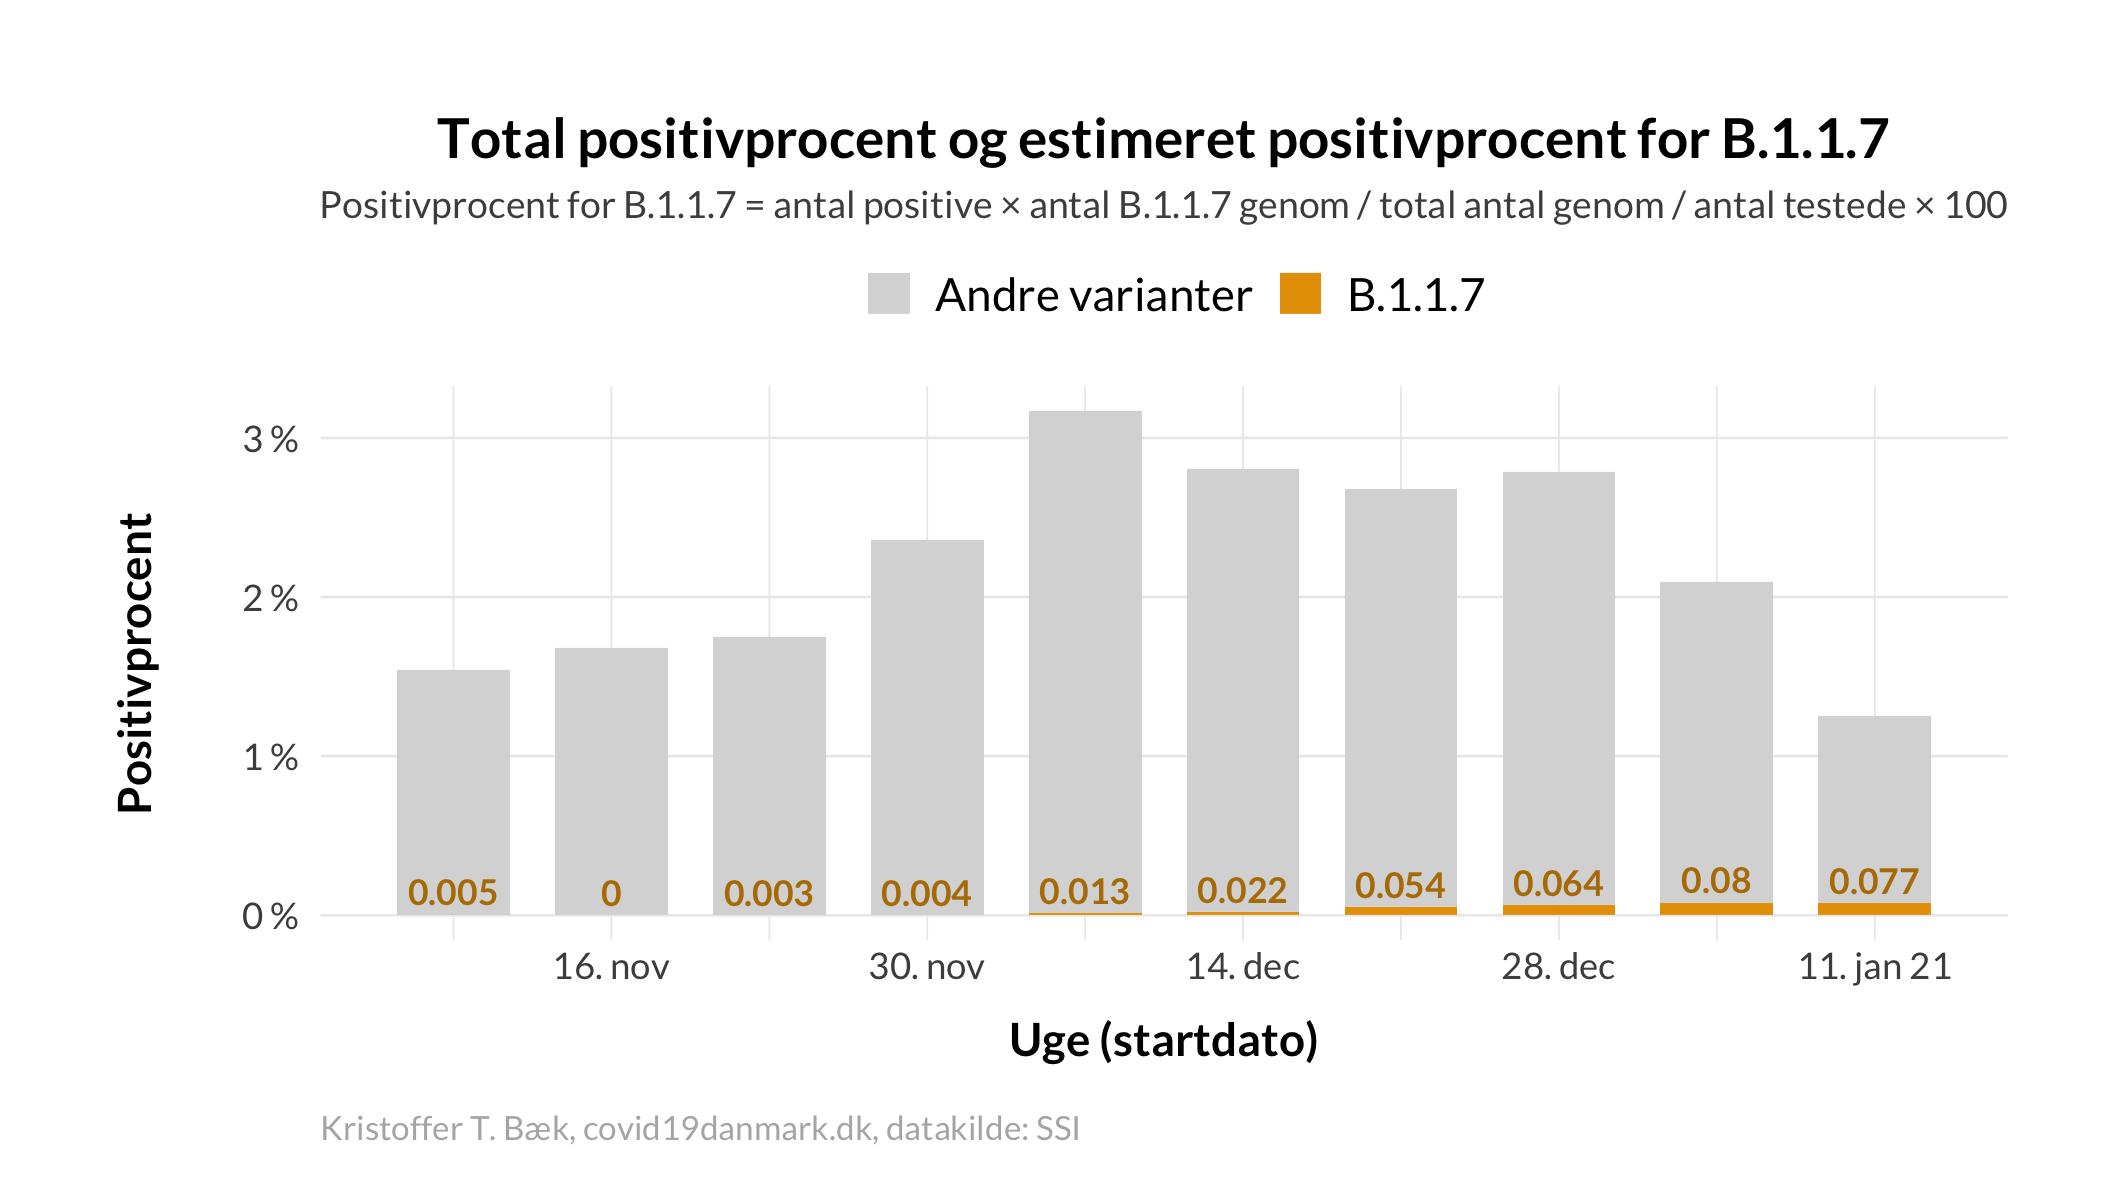 Total positivprocent og estimeret positivprocent for B.1.1.7
Positivprocent for B.1.1.7 = antal positive × antal B.1.1.7 genom / total antal genom / antal testede × 100
Andre varianter B.1.1.7
Positivprocent
3 %
2 %
1 %
0 %
0.005 0 0.003 0.004 0.013 0.022 0.054 0.064 0.08 0.077
16. nov 30. nov 14. dec 28. dec 11. jan 21
Uge (startdato)
Kristoffer T. Bæk, covid19danmark.dk, datakilde: SSI